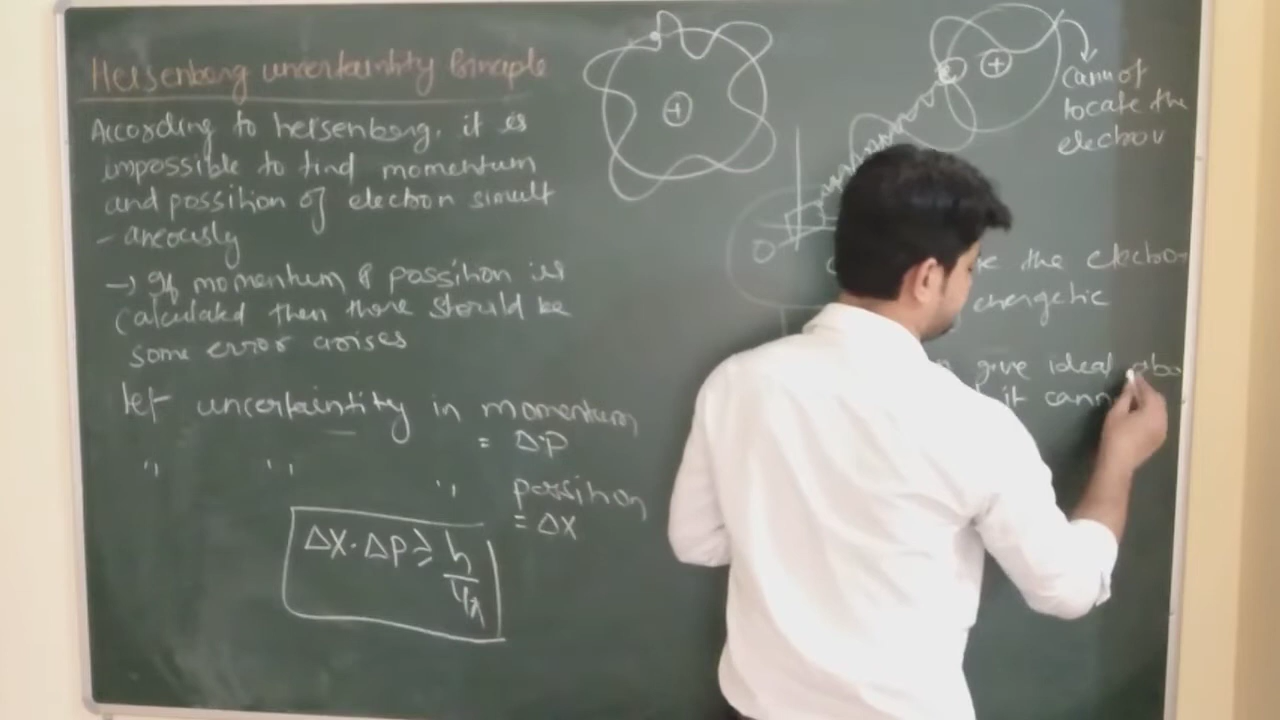 Heisenberg uncertaintity Principle
According to heisenberg, it is
impossible to find momentum
and possition of electron simult
- aneously
→ If momentum & possition is
calculated then there should be
some error arises
let uncertaintity in momentum
= Δ.P
" " " possition
= ΔX
ΔX. ΔP ≥ h/4π
+
e
+
cannot
locate the
electron
the electron
energetic
give ideal abo
it cann